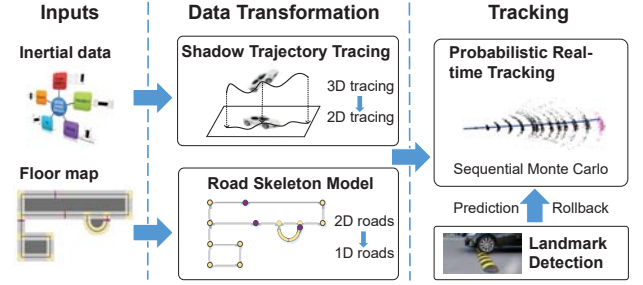 Inputs
Data Transformation
Tracking
Inertial data
Shadow Trajectory Tracing
3D tracing
2D tracing
Floor map
Road Skeleton Model
2D roads
1D roads
Probabilistic Real-
time Tracking
Sequential Monte Carlo
Prediction
Rollback
Landmark
Detection